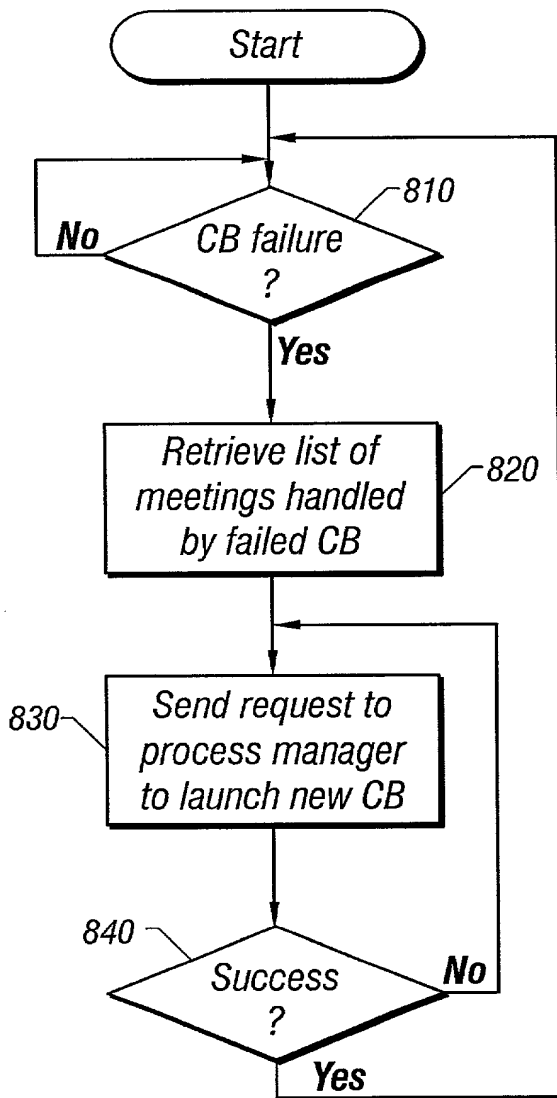 Start
810
CB failure
?
No
Yes
Retrieve list of
meetings handled
by failed CB
820
830
Send request to
process manager
to launch new CB
840
Success
?
No
Yes